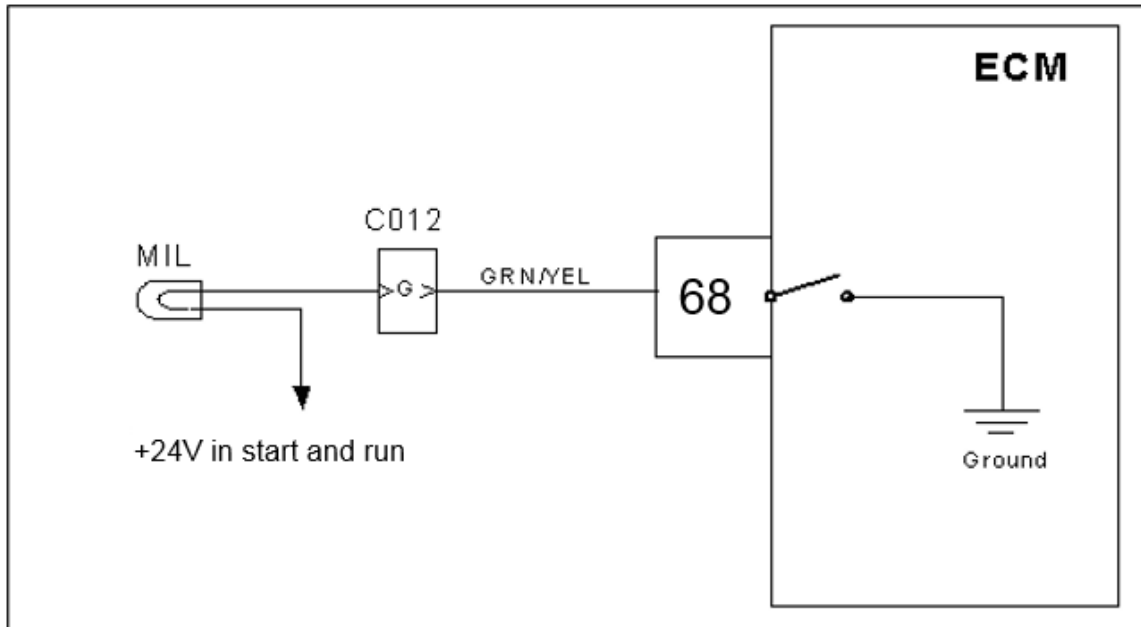 ECM
C012
MIL
>G>
GRN/YEL
68
+24V in start and run
Ground